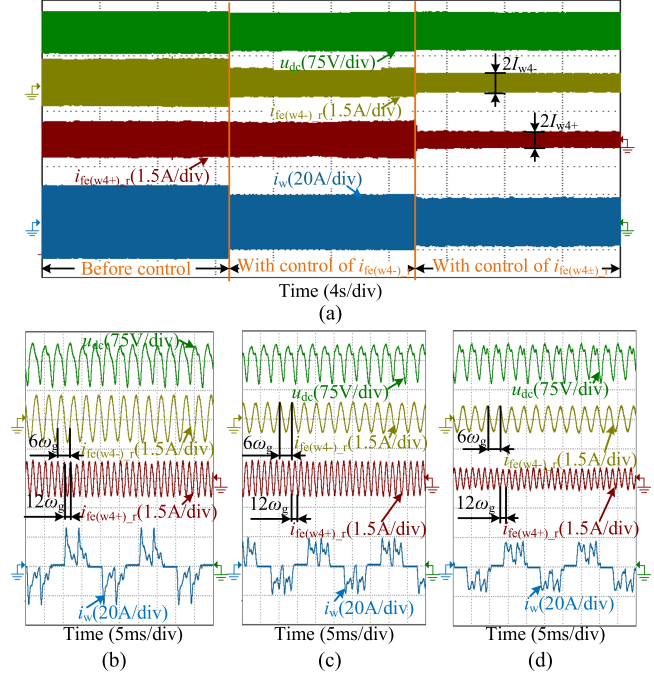 u_dc(75V/div)
2I_w4-
i_fe(w4-)_r(1.5A/div)
2I_w4+
i_fe(w4+)_r(1.5A/div)
i_w(20A/div)
Before control
With control of i_fe(w4-)_r
With control of i_fe(w4±)_r
Time (4s/div)
(a)
u_dc(75V/div)
6ω_g
i_fe(w4-)_r(1.5A/div)
12ω_g
i_fe(w4+)_r(1.5A/div)
i_w(20A/div)
Time (5ms/div)
(b)
u_dc(75V/div)
6ω_g
i_fe(w4-)_r(1.5A/div)
12ω_g
i_fe(w4+)_r(1.5A/div)
i_w(20A/div)
Time (5ms/div)
(c)
u_dc(75V/div)
6ω_g
i_fe(w4-)_r(1.5A/div)
12ω_g
i_fe(w4+)_r(1.5A/div)
i_w(20A/div)
Time (5ms/div)
(d)